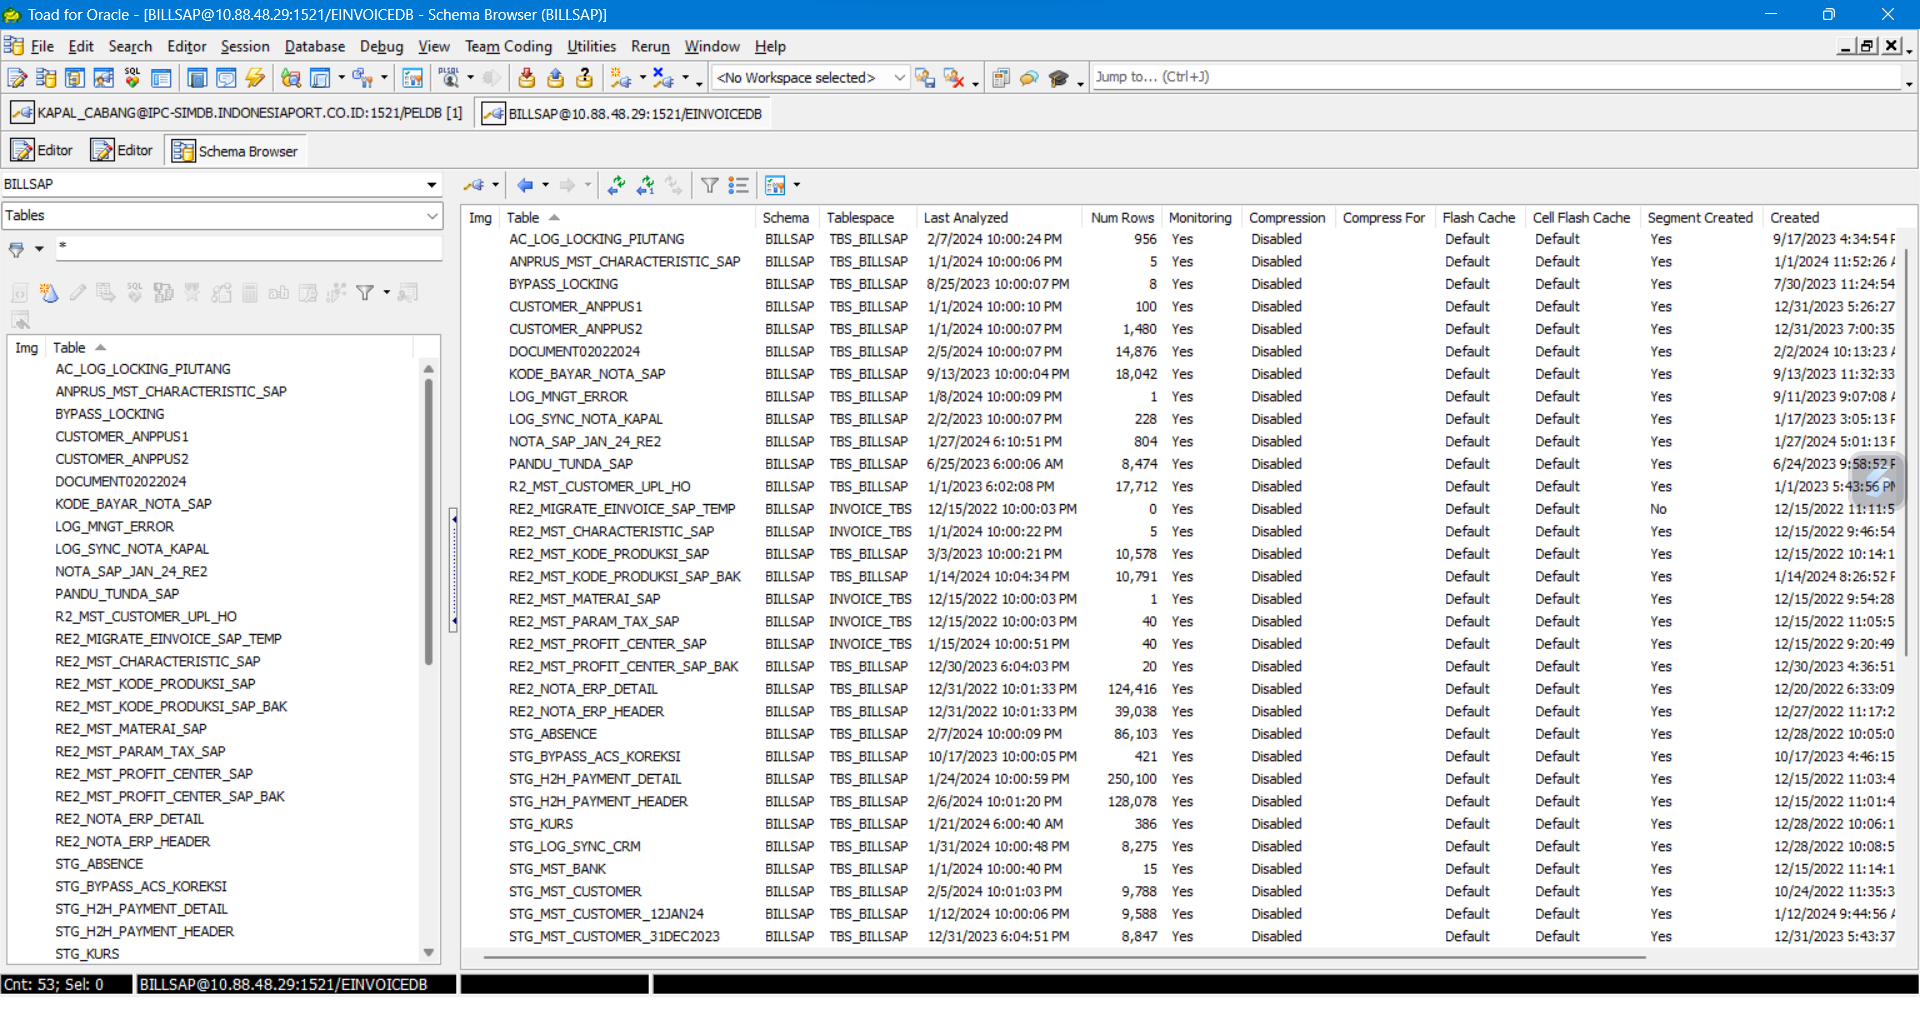 Toad for Oracle - [BILLSAP@10.88.48.29:1521/EINVOICEDB - Schema Browser (BILLSAP)]
File Edit Search Editor Session Database Debug View Team Coding Utilities Rerun Window Help
<No Workspace selected> Jump to... (Ctrl+J)
KAPAL_CABANG@IPC-SIMDB.INDONESIAPORT.CO.ID:1521/PELDB [1] BILLSAP@10.88.48.29:1521/EINVOICEDB
Editor Editor Schema Browser
BILLSAP
Tables
*
Img Table
AC_LOG_LOCKING_PIUTANG
ANPRUS_MST_CHARACTERISTIC_SAP
BYPASS_LOCKING
CUSTOMER_ANPPUS1
CUSTOMER_ANPPUS2
DOCUMENT02022024
KODE_BAYAR_NOTA_SAP
LOG_MNGT_ERROR
LOG_SYNC_NOTA_KAPAL
NOTA_SAP_JAN_24_RE2
PANDU_TUNDA_SAP
R2_MST_CUSTOMER_UPL_HO
RE2_MIGRATE_EINVOICE_SAP_TEMP
RE2_MST_CHARACTERISTIC_SAP
RE2_MST_KODE_PRODUKSI_SAP
RE2_MST_KODE_PRODUKSI_SAP_BAK
RE2_MST_MATERAI_SAP
RE2_MST_PARAM_TAX_SAP
RE2_MST_PROFIT_CENTER_SAP
RE2_MST_PROFIT_CENTER_SAP_BAK
RE2_NOTA_ERP_DETAIL
RE2_NOTA_ERP_HEADER
STG_ABSENCE
STG_BYPASS_ACS_KOREKSI
STG_H2H_PAYMENT_DETAIL
STG_H2H_PAYMENT_HEADER
STG_KURS
Img Table Schema Tablespace Last Analyzed Num Rows Monitoring Compression Compress For Flash Cache Cell Flash Cache Segment Created Created
AC_LOG_LOCKING_PIUTANG BILLSAP TBS_BILLSAP 2/7/2024 10:00:24 PM 956 Yes Disabled Default Default Yes 9/17/2023 4:34:54
ANPRUS_MST_CHARACTERISTIC_SAP BILLSAP TBS_BILLSAP 1/1/2024 10:00:06 PM 5 Yes Disabled Default Default Yes 1/1/2024 11:52:26
BYPASS_LOCKING BILLSAP TBS_BILLSAP 8/25/2023 10:00:07 PM 8 Yes Disabled Default Default Yes 7/30/2023 11:24:54
CUSTOMER_ANPPUS1 BILLSAP TBS_BILLSAP 1/1/2024 10:00:10 PM 100 Yes Disabled Default Default Yes 12/31/2023 5:26:27
CUSTOMER_ANPPUS2 BILLSAP TBS_BILLSAP 1/1/2024 10:00:07 PM 1,480 Yes Disabled Default Default Yes 12/31/2023 7:00:35
DOCUMENT02022024 BILLSAP TBS_BILLSAP 2/5/2024 10:00:07 PM 14,876 Yes Disabled Default Default Yes 2/2/2024 10:13:23
KODE_BAYAR_NOTA_SAP BILLSAP TBS_BILLSAP 9/13/2023 10:00:04 PM 18,042 Yes Disabled Default Default Yes 9/13/2023 11:32:33
LOG_MNGT_ERROR BILLSAP TBS_BILLSAP 1/8/2024 10:00:09 PM 1 Yes Disabled Default Default Yes 9/11/2023 9:07:08
LOG_SYNC_NOTA_KAPAL BILLSAP TBS_BILLSAP 2/2/2023 10:00:07 PM 228 Yes Disabled Default Default Yes 1/17/2023 3:05:13
NOTA_SAP_JAN_24_RE2 BILLSAP TBS_BILLSAP 1/27/2024 6:10:51 PM 804 Yes Disabled Default Default Yes 1/27/2024 5:01:13
PANDU_TUNDA_SAP BILLSAP TBS_BILLSAP 6/25/2023 6:00:06 AM 8,474 Yes Disabled Default Default Yes 6/24/2023 9:58:52
R2_MST_CUSTOMER_UPL_HO BILLSAP TBS_BILLSAP 1/1/2023 6:02:08 PM 17,712 Yes Disabled Default Default Yes 1/1/2023 5:43:56 PM
RE2_MIGRATE_EINVOICE_SAP_TEMP BILLSAP INVOICE_TBS 12/15/2022 10:00:03 PM 0 Yes Disabled Default Default No 12/15/2022 11:11:5
RE2_MST_CHARACTERISTIC_SAP BILLSAP INVOICE_TBS 1/1/2024 10:00:22 PM 5 Yes Disabled Default Default Yes 12/15/2022 9:46:54
RE2_MST_KODE_PRODUKSI_SAP BILLSAP TBS_BILLSAP 3/3/2023 10:00:21 PM 10,578 Yes Disabled Default Default Yes 12/15/2022 10:14:1
RE2_MST_KODE_PRODUKSI_SAP_BAK BILLSAP TBS_BILLSAP 1/14/2024 10:04:34 PM 10,791 Yes Disabled Default Default Yes 1/14/2024 8:26:52
RE2_MST_MATERAI_SAP BILLSAP INVOICE_TBS 12/15/2022 10:00:03 PM 1 Yes Disabled Default Default Yes 12/15/2022 9:54:28
RE2_MST_PARAM_TAX_SAP BILLSAP INVOICE_TBS 12/15/2022 10:00:03 PM 40 Yes Disabled Default Default Yes 12/15/2022 11:05:5
RE2_MST_PROFIT_CENTER_SAP BILLSAP INVOICE_TBS 1/15/2024 10:00:51 PM 40 Yes Disabled Default Default Yes 12/15/2022 9:20:49
RE2_MST_PROFIT_CENTER_SAP_BAK BILLSAP TBS_BILLSAP 12/30/2023 6:04:03 PM 20 Yes Disabled Default Default Yes 12/30/2023 4:36:51
RE2_NOTA_ERP_DETAIL BILLSAP TBS_BILLSAP 12/31/2022 10:01:33 PM 124,416 Yes Disabled Default Default Yes 12/20/2022 6:33:09
RE2_NOTA_ERP_HEADER BILLSAP TBS_BILLSAP 12/31/2022 10:01:33 PM 39,038 Yes Disabled Default Default Yes 12/27/2022 11:17:2
STG_ABSENCE BILLSAP TBS_BILLSAP 2/7/2024 10:00:09 PM 86,103 Yes Disabled Default Default Yes 12/28/2022 10:05:0
STG_BYPASS_ACS_KOREKSI BILLSAP TBS_BILLSAP 10/17/2023 10:00:05 PM 421 Yes Disabled Default Default Yes 10/17/2023 4:46:15
STG_H2H_PAYMENT_DETAIL BILLSAP TBS_BILLSAP 1/24/2024 10:00:59 PM 250,100 Yes Disabled Default Default Yes 12/15/2022 11:03:4
STG_H2H_PAYMENT_HEADER BILLSAP TBS_BILLSAP 2/6/2024 10:01:20 PM 128,078 Yes Disabled Default Default Yes 12/15/2022 11:01:4
STG_KURS BILLSAP TBS_BILLSAP 1/21/2024 6:00:40 AM 386 Yes Disabled Default Default Yes 12/28/2022 10:06:1
STG_LOG_SYNC_CRM BILLSAP TBS_BILLSAP 1/31/2024 10:00:48 PM 8,275 Yes Disabled Default Default Yes 12/28/2022 10:08:5
STG_MST_BANK BILLSAP TBS_BILLSAP 1/1/2024 10:00:40 PM 15 Yes Disabled Default Default Yes 12/15/2022 11:14:1
STG_MST_CUSTOMER BILLSAP TBS_BILLSAP 2/5/2024 10:01:03 PM 9,788 Yes Disabled Default Default Yes 10/24/2022 11:35:3
STG_MST_CUSTOMER_12JAN24 BILLSAP TBS_BILLSAP 1/12/2024 10:00:06 PM 9,588 Yes Disabled Default Default Yes 1/12/2024 9:44:56
STG_MST_CUSTOMER_31DEC2023 BILLSAP TBS_BILLSAP 12/31/2023 6:04:51 PM 8,847 Yes Disabled Default Default Yes 12/31/2023 5:43:37
Cnt: 53; Sel: 0 BILLSAP@10.88.48.29:1521/EINVOICEDB